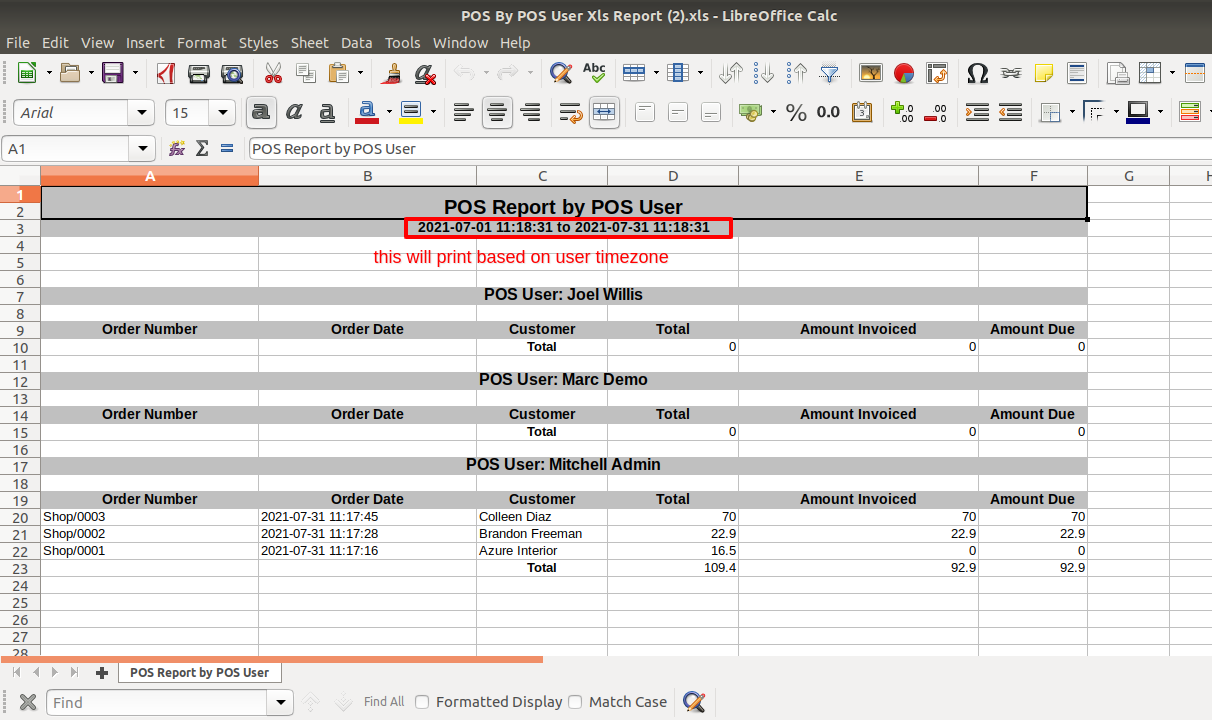 POS By POS User Xls Report (2).xls - LibreOffice Calc
File Edit View Insert Format Styles Sheet Data Tools Window Help
Abc
Arial 15 a a a a % 0.0 .00 .00
A1 POS Report by POS User
A B C D E F G H
1 POS Report by POS User
2
3 2021-07-01 11:18:31 to 2021-07-31 11:18:31
4
5 this will print based on user timezone
6
7 POS User: Joel Willis
8
9 Order Number Order Date Customer Total Amount Invoiced Amount Due
10 Total 0 0 0
11
12 POS User: Marc Demo
13
14 Order Number Order Date Customer Total Amount Invoiced Amount Due
15 Total 0 0 0
16
17 POS User: Mitchell Admin
18
19 Order Number Order Date Customer Total Amount Invoiced Amount Due
20 Shop/0003 2021-07-31 11:17:45 Colleen Diaz 70 70 70
21 Shop/0002 2021-07-31 11:17:28 Brandon Freeman 22.9 22.9 22.9
22 Shop/0001 2021-07-31 11:17:16 Azure Interior 16.5 0 0
23 Total 109.4 92.9 92.9
24
25
26
27
28
POS Report by POS User
Find Find All Formatted Display Match Case